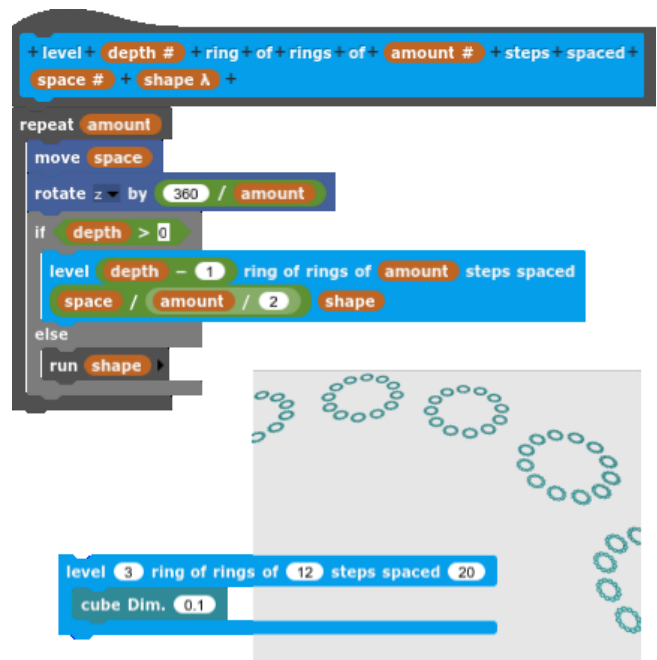 + level + depth # + ring + of + rings + of + amount # + steps + spaced +
space # + shape λ +
repeat amount
move space
rotate z by 360 / amount
if depth > 0
level depth - 1 ring of rings of amount steps spaced
space / amount / 2 shape
else
run shape
level 3 ring of rings of 12 steps spaced 20
cube Dim. 0.1